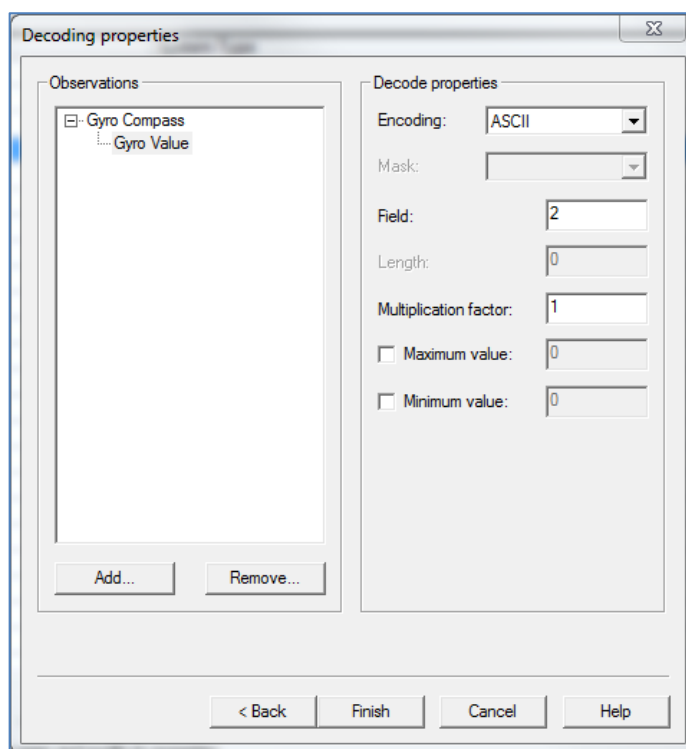 Decoding properties
Observations
Gyro Compass
Gyro Value
Add...
Remove...
Decode properties
Encoding: ASCII
Mask:
Field: 2
Length: 0
Multiplication factor: 1
Maximum value: 0
Minimum value: 0
< Back
Finish
Cancel
Help